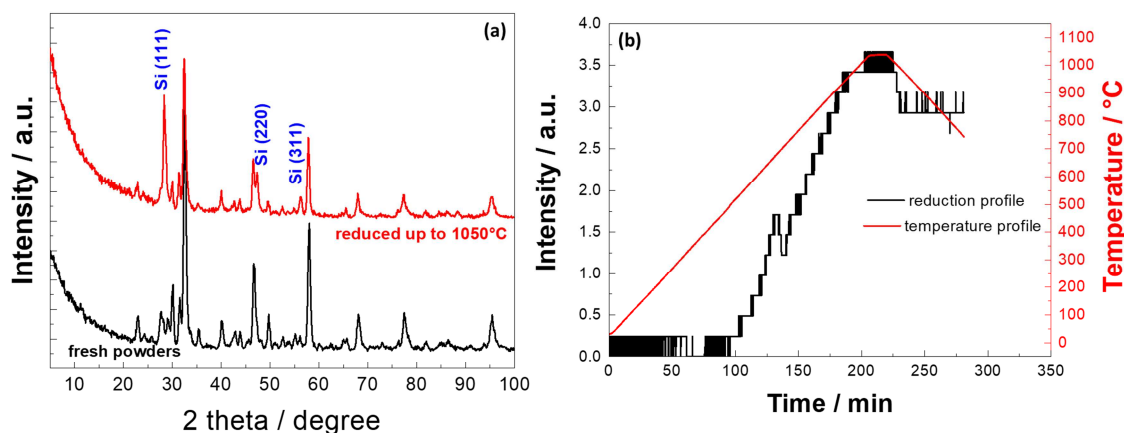 (a)
Si (111)
Si (220)
Si (311)
reduced up to 1050°C
fresh powders
Intensity / a.u.
10 20 30 40 50 60 70 80 90 100
2 theta / degree
(b)
4.0
3.5
3.0
2.5
2.0
1.5
1.0
0.5
0.0
Intensity / a.u.
reduction profile
temperature profile
1100
1000
900
800
700
600
500
400
300
200
100
0
Temperature / °C
0 50 100 150 200 250 300 350
Time / min